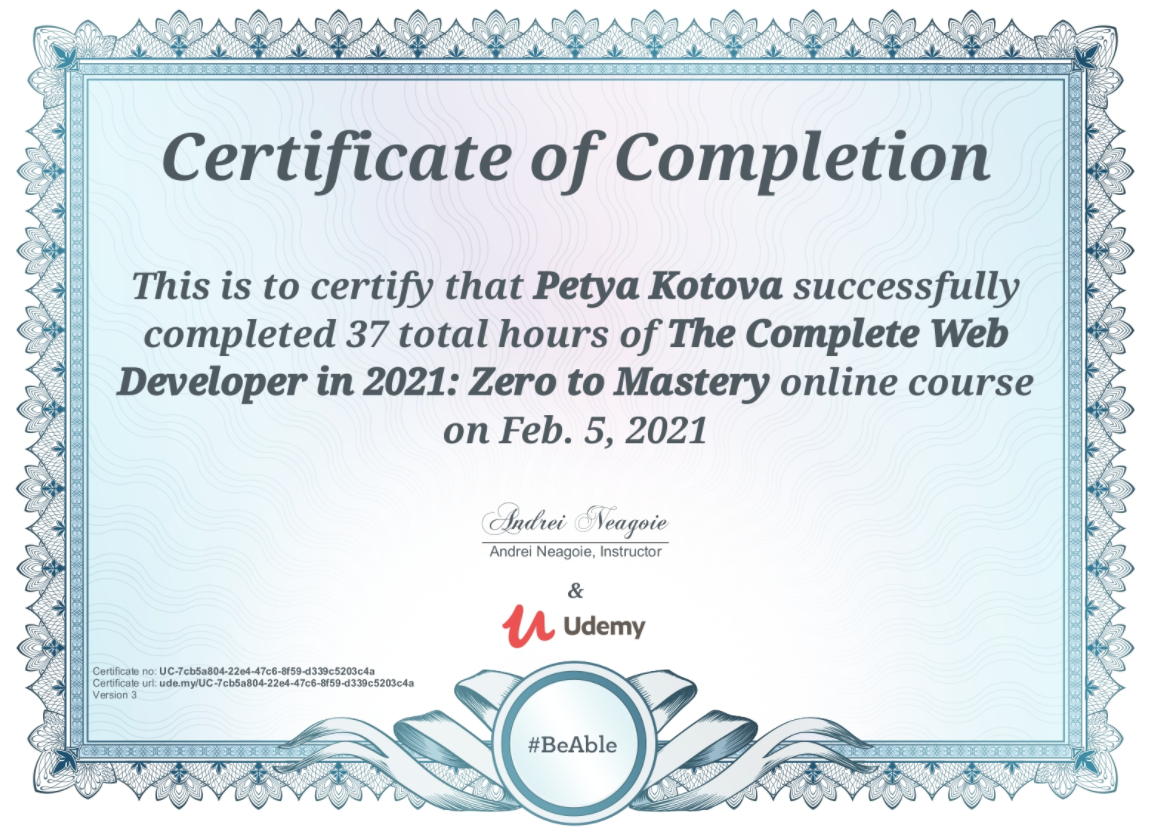 Certificate of Completion
This is to certify that Petya Kotova successfully
completed 37 total hours of The Complete Web
Developer in 2021: Zero to Mastery online course
on Feb. 5, 2021
Andrei Neagoie
Andrei Neagoie, Instructor
&
Udemy
Certificate no: UC-7cb5a804-22e4-47c6-8f59-d339c5203c4a
Certificate url: ude.my/UC-7cb5a804-22e4-47c6-8f59-d339c5203c4a
Version 3
#BeAble